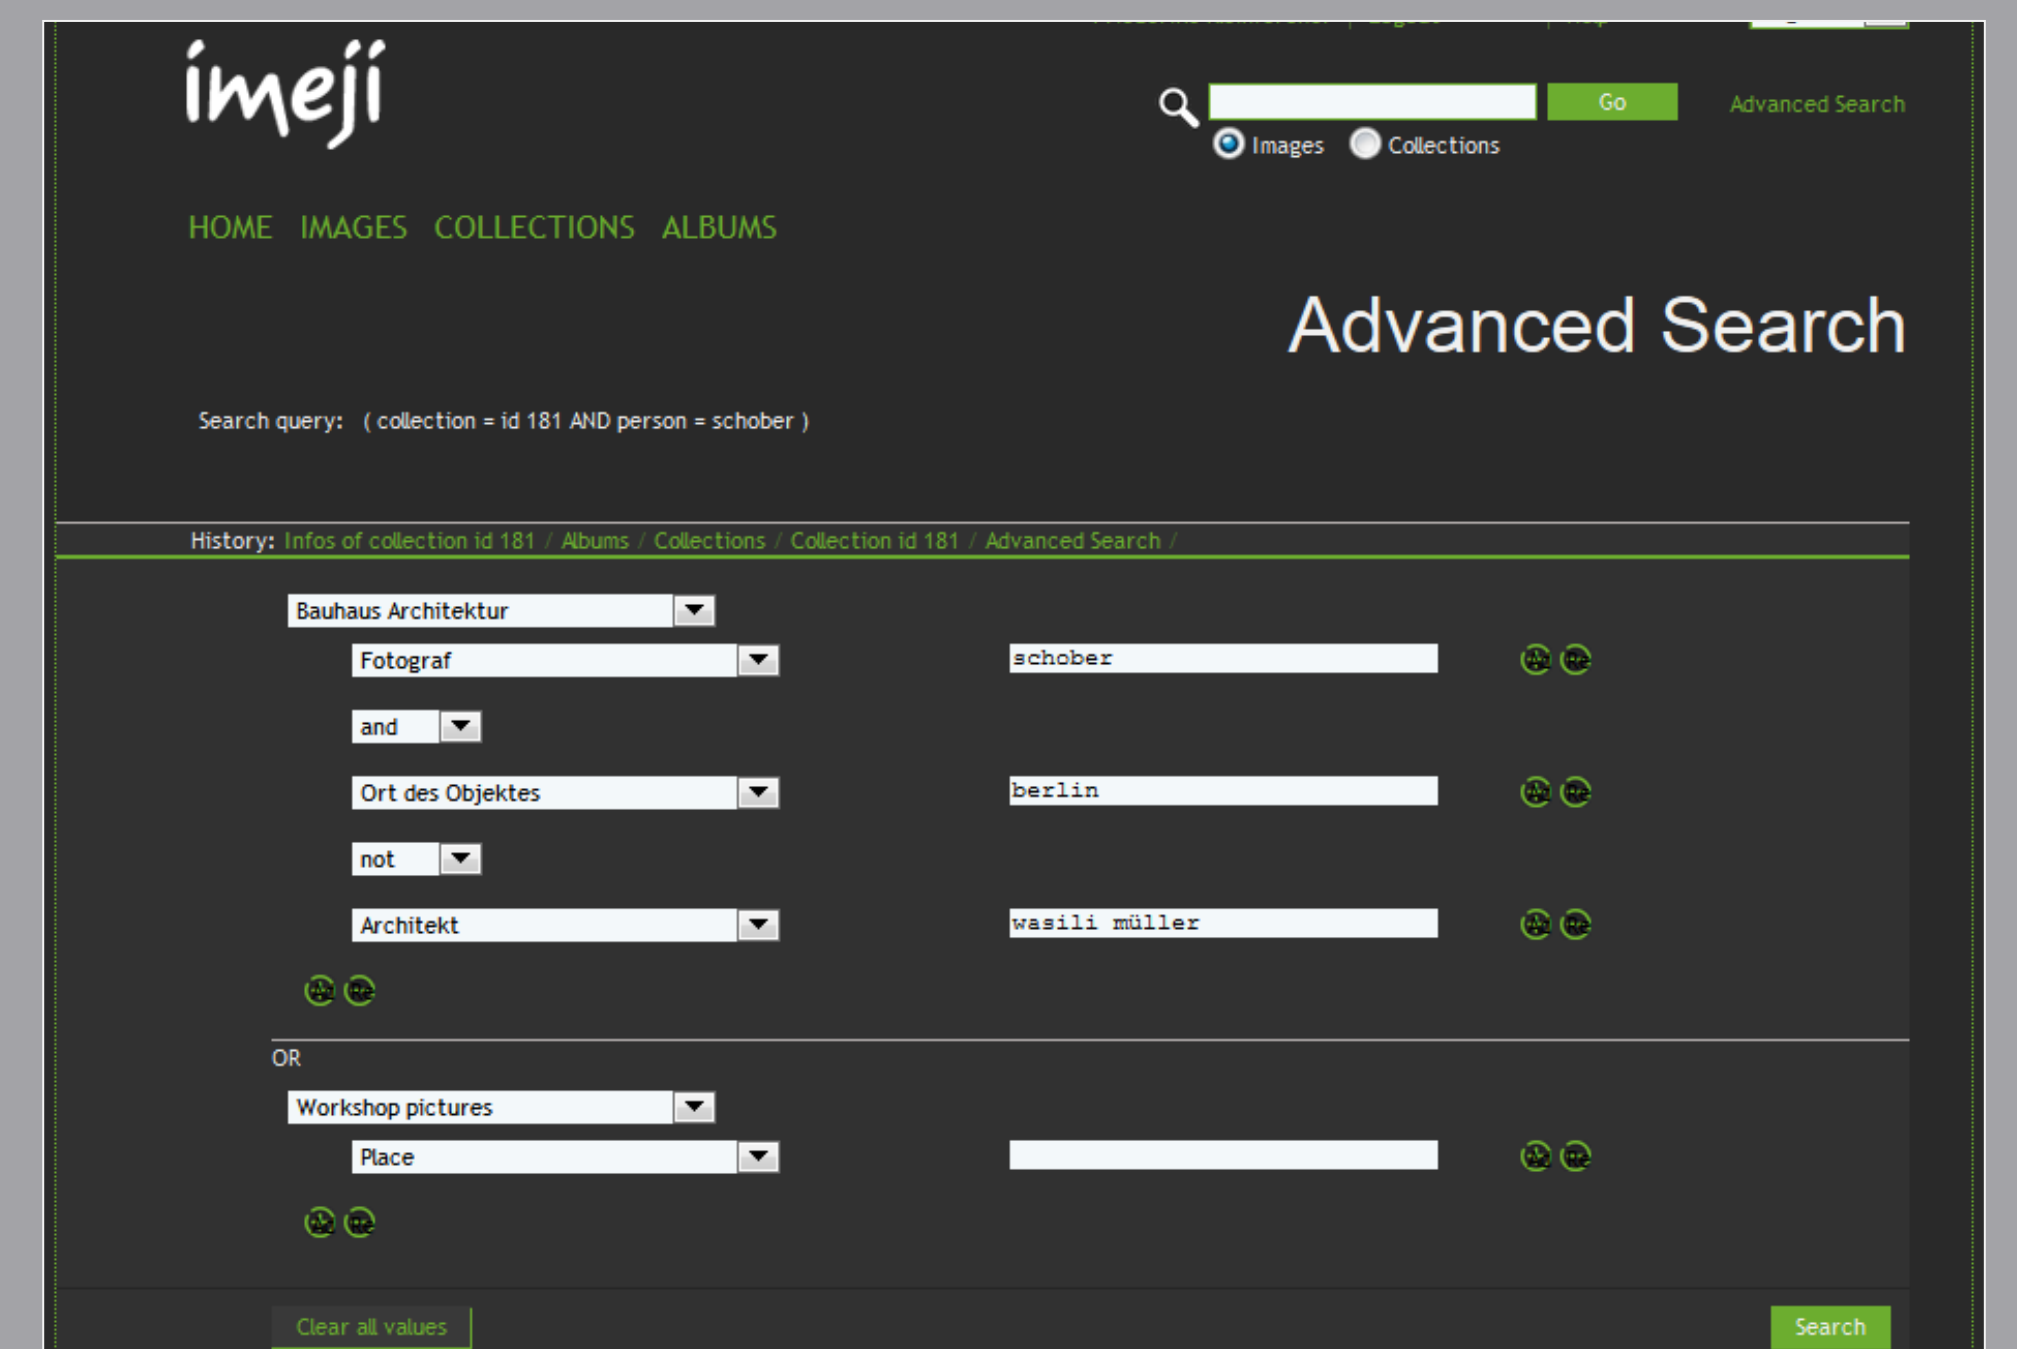 imeji
Go
Advanced Search
Images
Collections
HOME IMAGES COLLECTIONS ALBUMS
Advanced Search
Search query: ( collection = id 181 AND person = schober )
History: Infos of collection id 181 / Albums / Collections / Collection id 181 / Advanced Search /
Bauhaus Architektur
Fotograf schober
and
Ort des Objektes berlin
not
Architekt wasili müller
OR
Workshop pictures
Place
Clear all values
Search